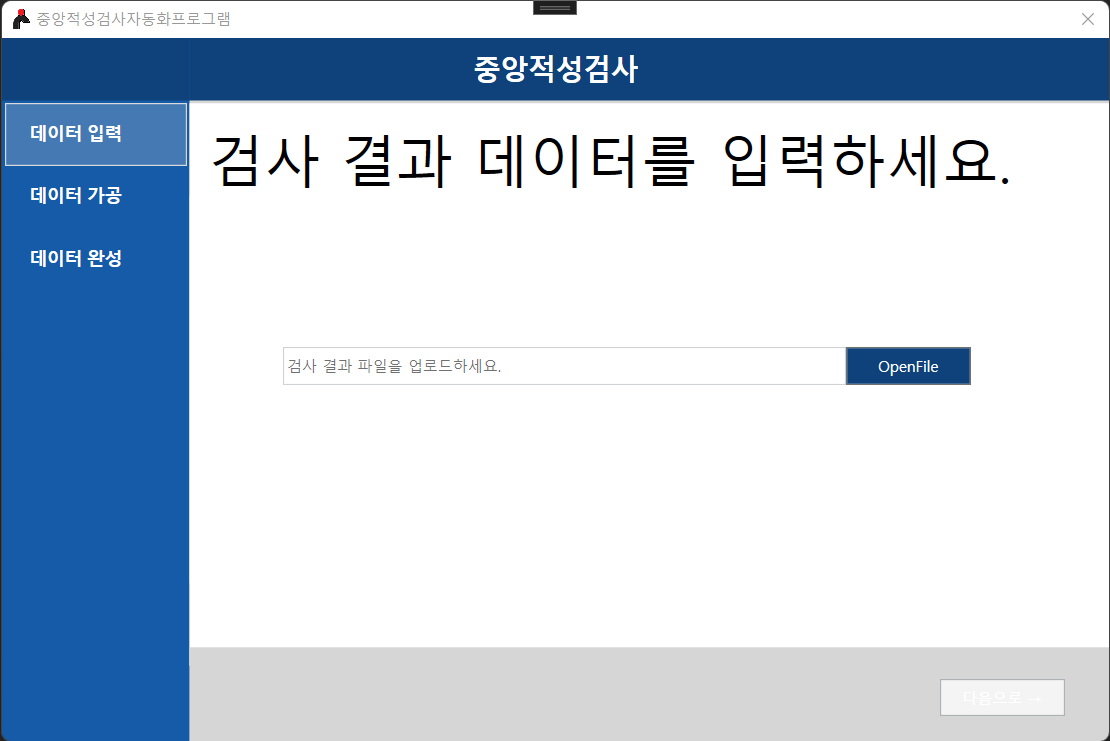 중앙적성검사자동화프로그램
중앙적성검사
데이터 입력
데이터 가공
데이터 완성
검사 결과 데이터를 입력하세요.
검사 결과 파일을 업로드하세요.
OpenFile
다음으로 →